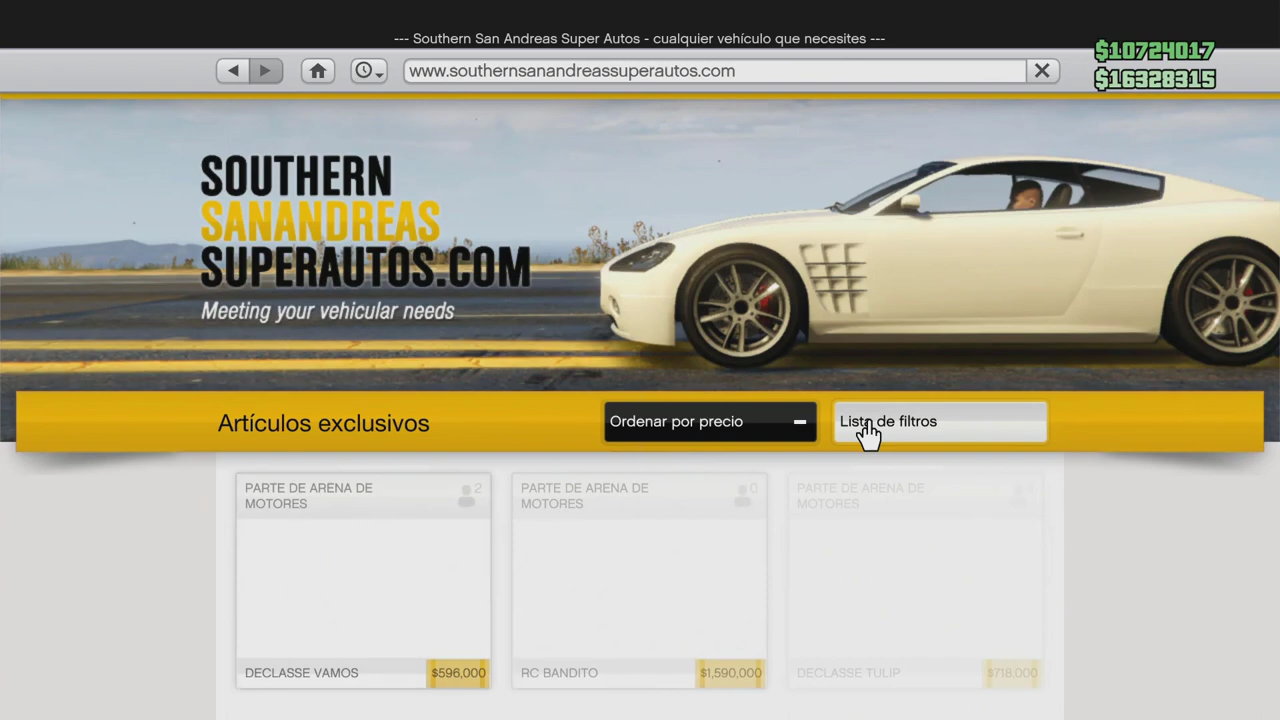 --- Southern San Andreas Super Autos - cualquier vehículo que necesites ---
$10724017
www.southernsanandreassuperautos.com
$16328315
SOUTHERN
SANANDREAS
SUPERAUTOS.COM
Meeting your vehicular needs
Artículos exclusivos
Ordenar por precio
Lista de filtros
PARTE DE ARENA DE
MOTORES
2
PARTE DE ARENA DE
MOTORES
0
PARTE DE ARENA DE
MOTORES
DECLASSE VAMOS
$596,000
RC BANDITO
$1,590,000
DECLASSE TULIP
$718,000